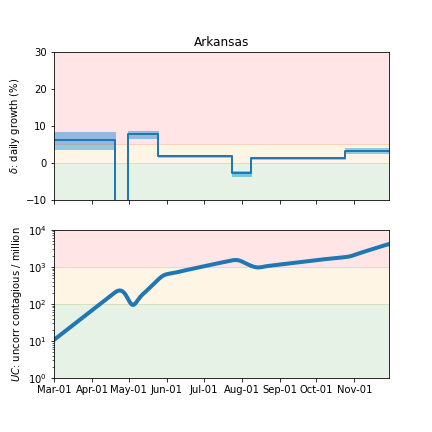 Arkansas
30
20
10
0
−10
δ: daily growth (%)
10⁴
10³
10²
10¹
10⁰
UC: uncorr contagious / million
Mar-01 Apr-01 May-01 Jun-01 Jul-01 Aug-01 Sep-01 Oct-01 Nov-01